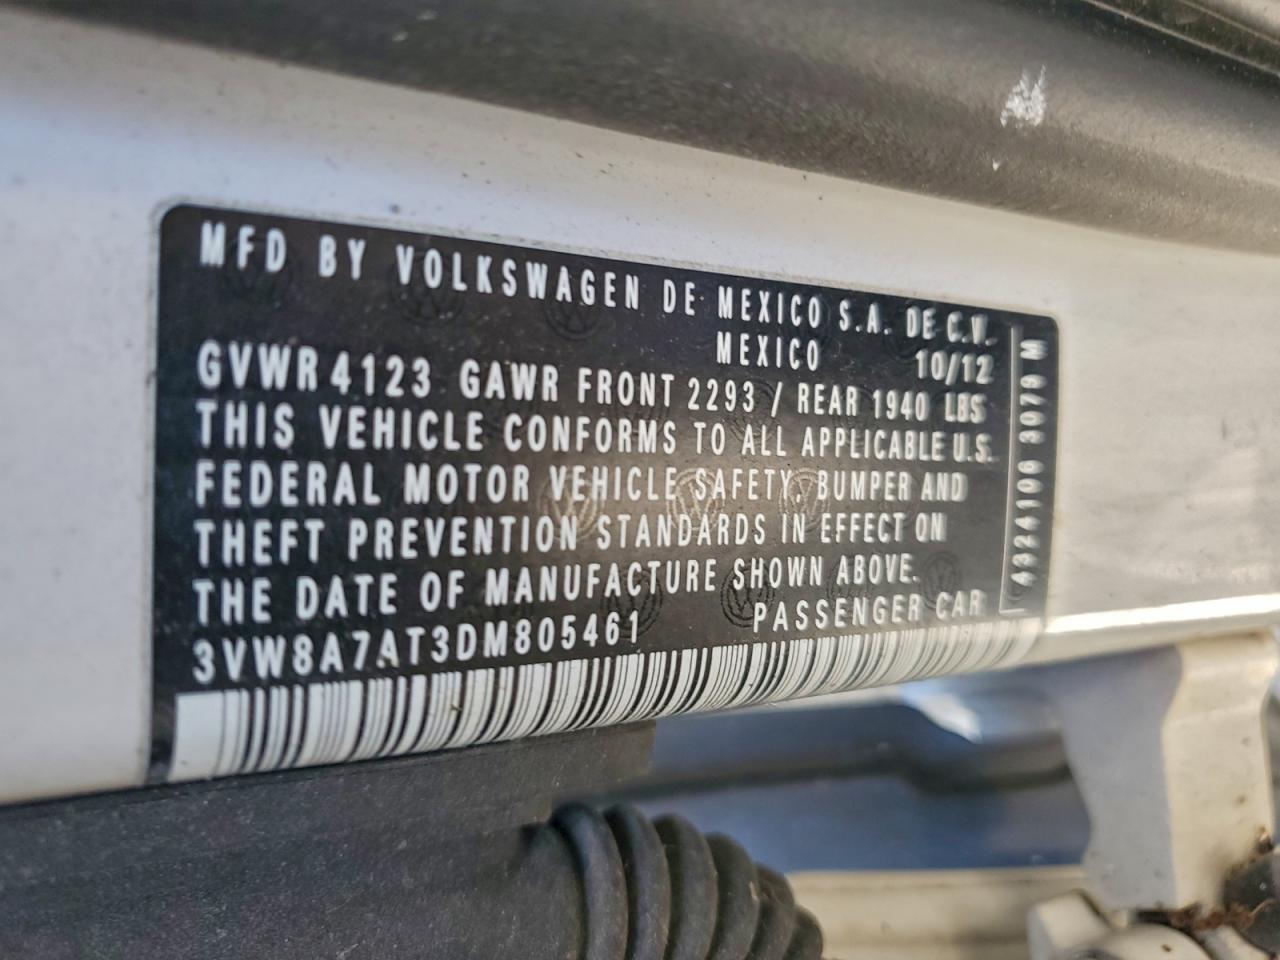 MFD BY VOLKSWAGEN DE MEXICO S.A. DE C.V.
MEXICO 10/12
GVWR 4123 GAWR FRONT 2293 / REAR 1940 LBS
THIS VEHICLE CONFORMS TO ALL APPLICABLE U.S.
FEDERAL MOTOR VEHICLE SAFETY, BUMPER AND
THEFT PREVENTION STANDARDS IN EFFECT ON
THE DATE OF MANUFACTURE SHOWN ABOVE.
3VW8A7AT3DM805461 PASSENGER CAR
4924106 3079 M